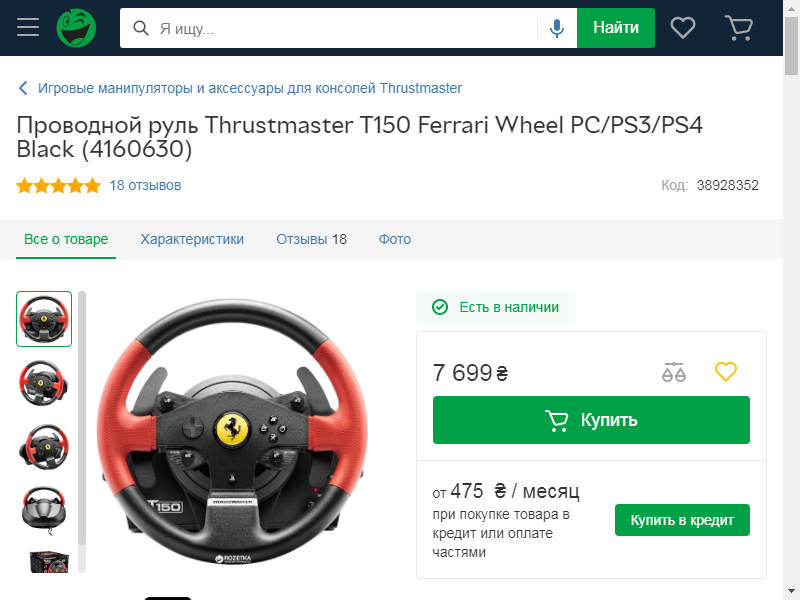 Я ищу...
Найти
Игровые манипуляторы и аксессуары для консолей Thrustmaster
Проводной руль Thrustmaster T150 Ferrari Wheel PC/PS3/PS4
Black (4160630)
18 отзывов
Код: 38928352
Все о товаре
Характеристики
Отзывы 18
Фото
Есть в наличии
7 699 ₴
Купить
от 475 ₴ / месяц
при покупке товара в
кредит или оплате
частями
Купить в кредит
T150
THRUSTMASTER
ROZETKA